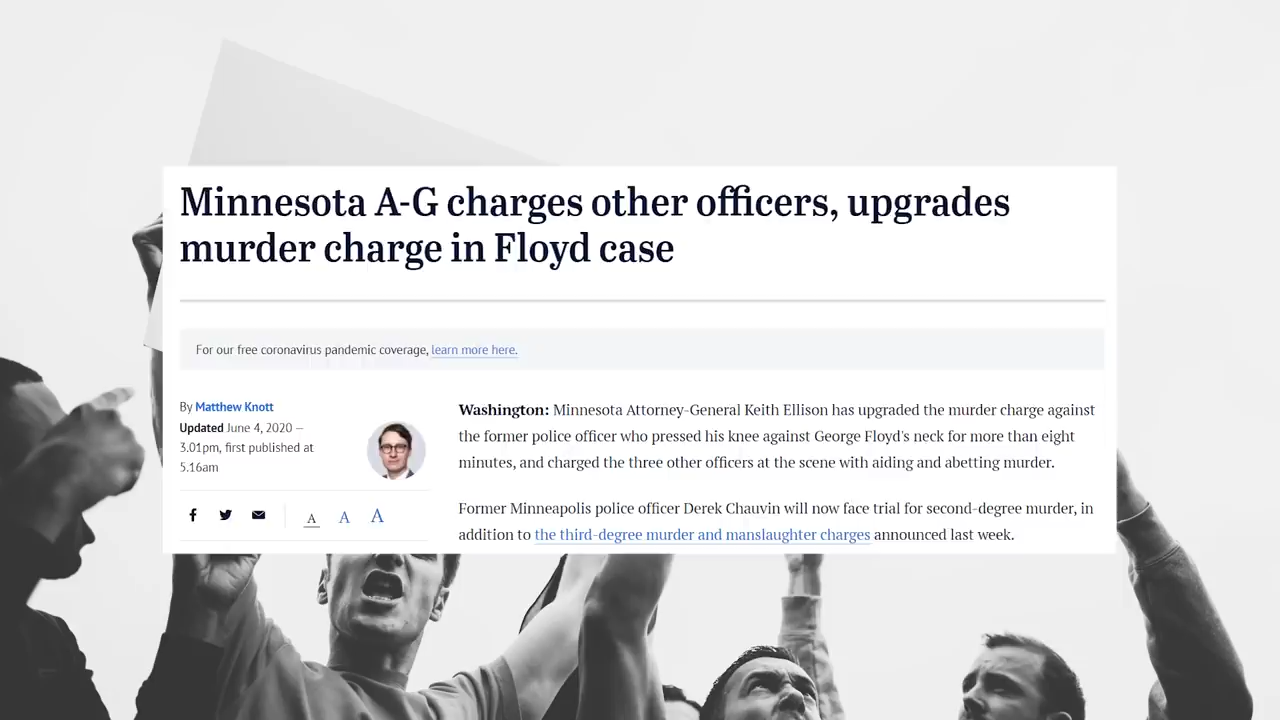 Minnesota A-G charges other officers, upgrades
murder charge in Floyd case
For our free coronavirus pandemic coverage, learn more here.
By Matthew Knott
Updated June 4, 2020 —
3.01pm, first published at
5.16am
A A A
Washington: Minnesota Attorney-General Keith Ellison has upgraded the murder charge against
the former police officer who pressed his knee against George Floyd's neck for more than eight
minutes, and charged the three other officers at the scene with aiding and abetting murder.
Former Minneapolis police officer Derek Chauvin will now face trial for second-degree murder, in
addition to the third-degree murder and manslaughter charges announced last week.